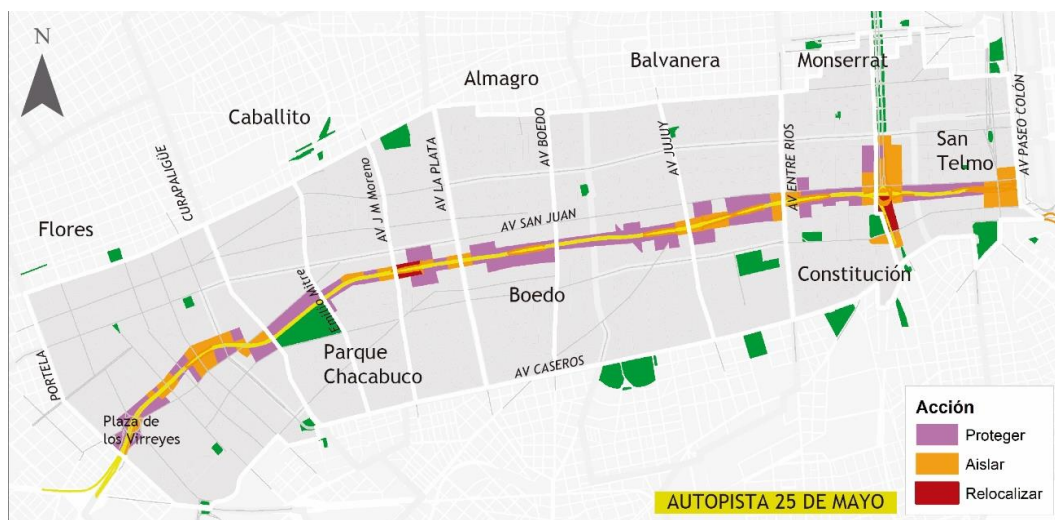 N
Monserrat
Balvanera
Almagro
Caballito
San
Telmo
AV PASEO COLÓN
AV ENTRE RIOS
AV JUJUY
AV BOEDO
AV LA PLATA
AV J. M. Moreno
CURAPALIGÜE
Flores
AV SAN JUAN
Constitución
Boedo
Emilio Mitre
Parque
Chacabuco
AV CASEROS
PORTELA
Plaza de
los Virreyes
Acción
Proteger
Aislar
Relocalizar
AUTOPISTA 25 DE MAYO